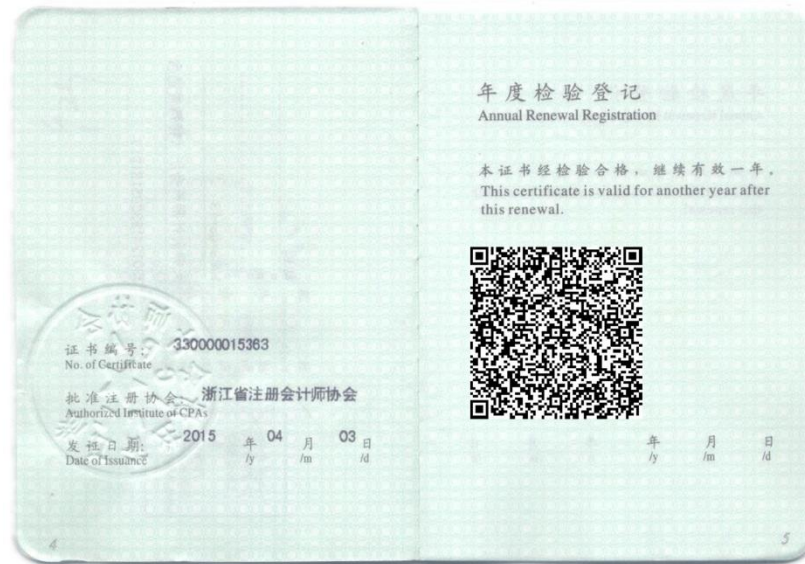 证书编号: 330000015363
No. of Certificate
批准注册协会: 浙江省注册会计师协会
Authorized Institute of CPAs
发证日期: 2015 年 04 月 03 日
Date of Issuance /y /m /d
4
年度检验登记
Annual Renewal Registration
本证书经检验合格，继续有效一年。
This certificate is valid for another year after
this renewal.
年 月 日
/y /m /d
5